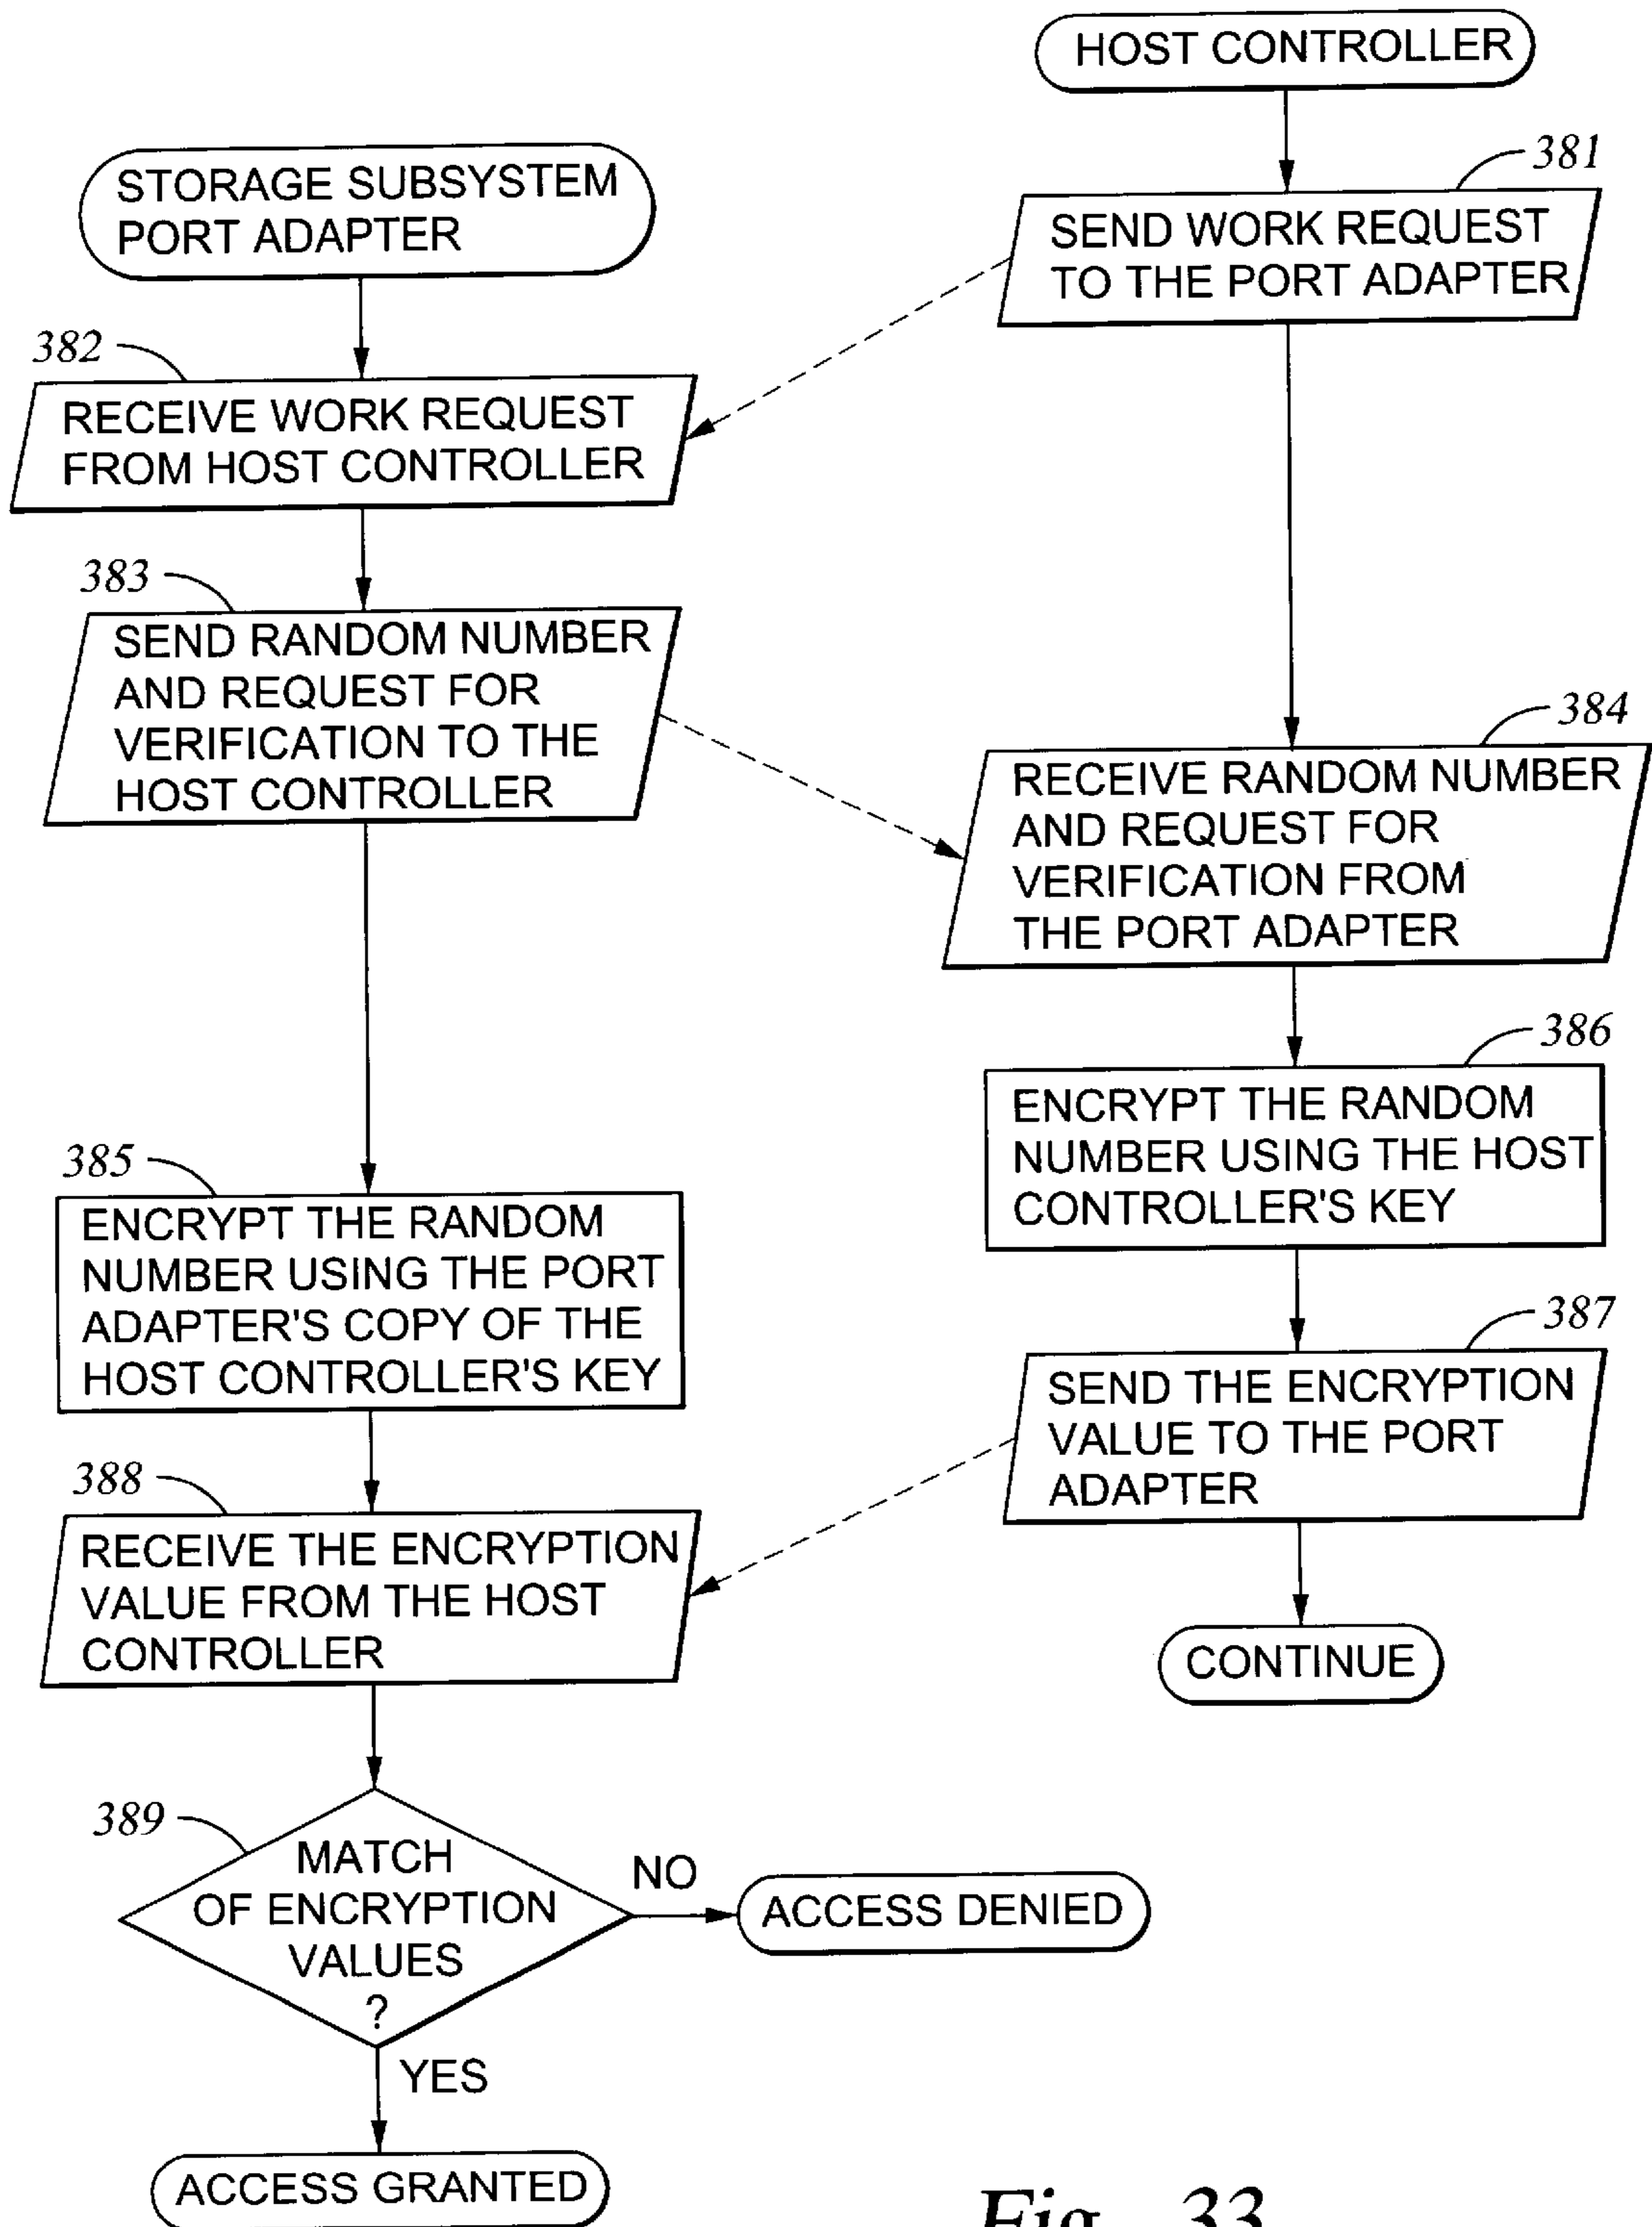 HOST CONTROLLER
381
STORAGE SUBSYSTEM
PORT ADAPTER
SEND WORK REQUEST
TO THE PORT ADAPTER
382
RECEIVE WORK REQUEST
FROM HOST CONTROLLER
383
SEND RANDOM NUMBER
AND REQUEST FOR
VERIFICATION TO THE
HOST CONTROLLER
384
RECEIVE RANDOM NUMBER
AND REQUEST FOR
VERIFICATION FROM
THE PORT ADAPTER
386
ENCRYPT THE RANDOM
NUMBER USING THE HOST
CONTROLLER'S KEY
385
ENCRYPT THE RANDOM
NUMBER USING THE PORT
ADAPTER'S COPY OF THE
HOST CONTROLLER'S KEY
387
SEND THE ENCRYPTION
VALUE TO THE PORT
ADAPTER
388
RECEIVE THE ENCRYPTION
VALUE FROM THE HOST
CONTROLLER
CONTINUE
389
MATCH
OF ENCRYPTION
VALUES
?
NO
ACCESS DENIED
YES
ACCESS GRANTED
Fig. 33